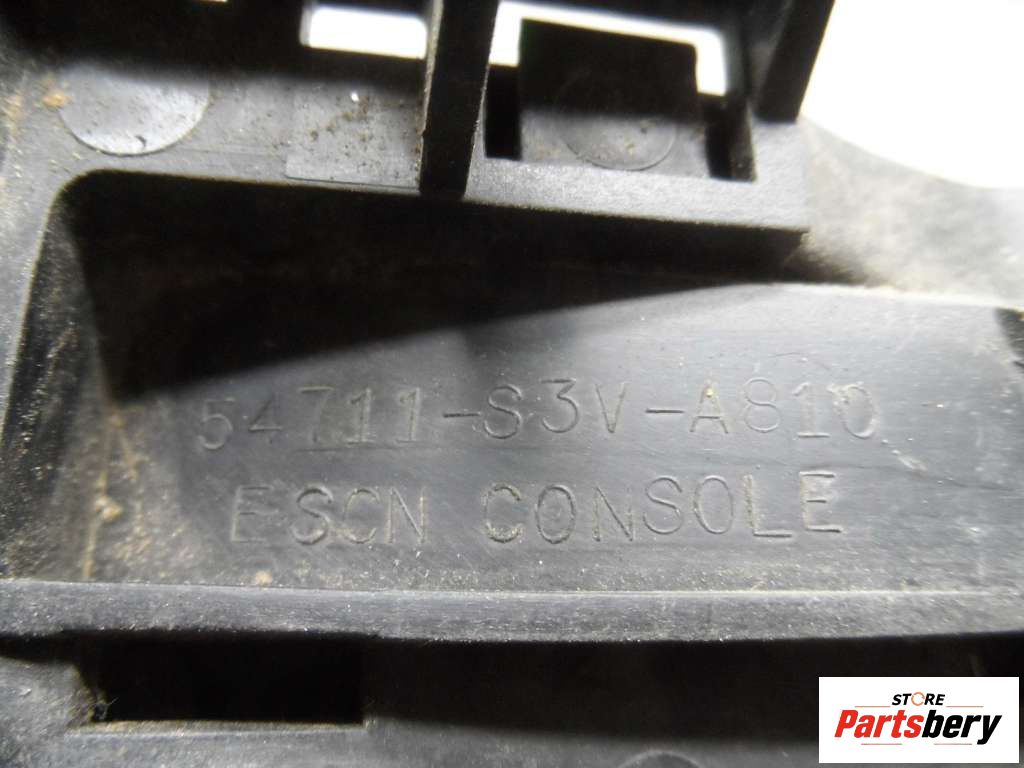 54711-S3V-A810
ESCN CONSOLE
STORE
Partsbery